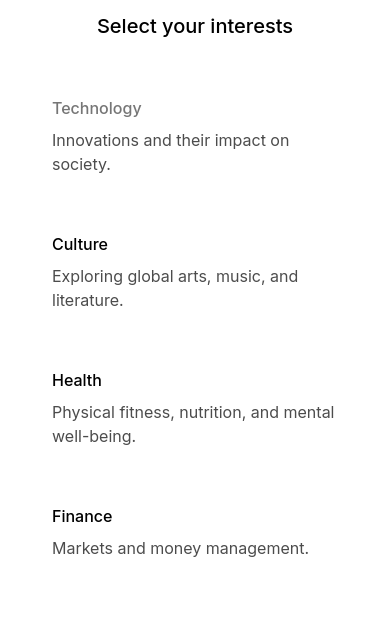 Select your interests
Technology
Innovations and their impact on
society.
Culture
Exploring global arts, music, and
literature.
Health
Physical fitness, nutrition, and mental
well-being.
Finance
Markets and money management.